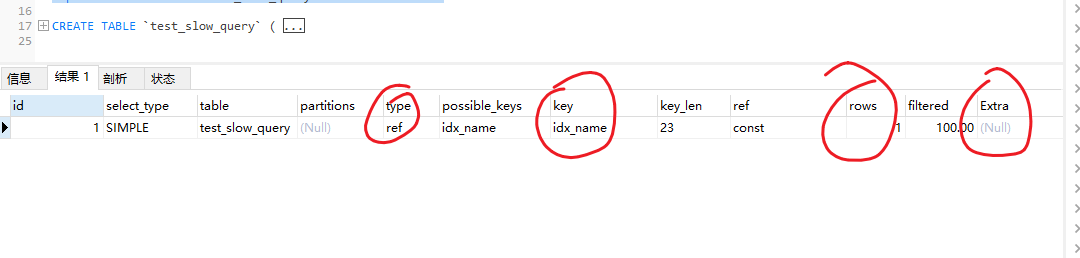 16
17 CREATE TABLE `test_slow_query` ( ...
25
信息 结果 1 剖析 状态
id select_type table partitions type possible_keys key key_len ref rows filtered Extra
1 SIMPLE test_slow_query (Null) ref idx_name idx_name 23 const 1 100.00 (Null)